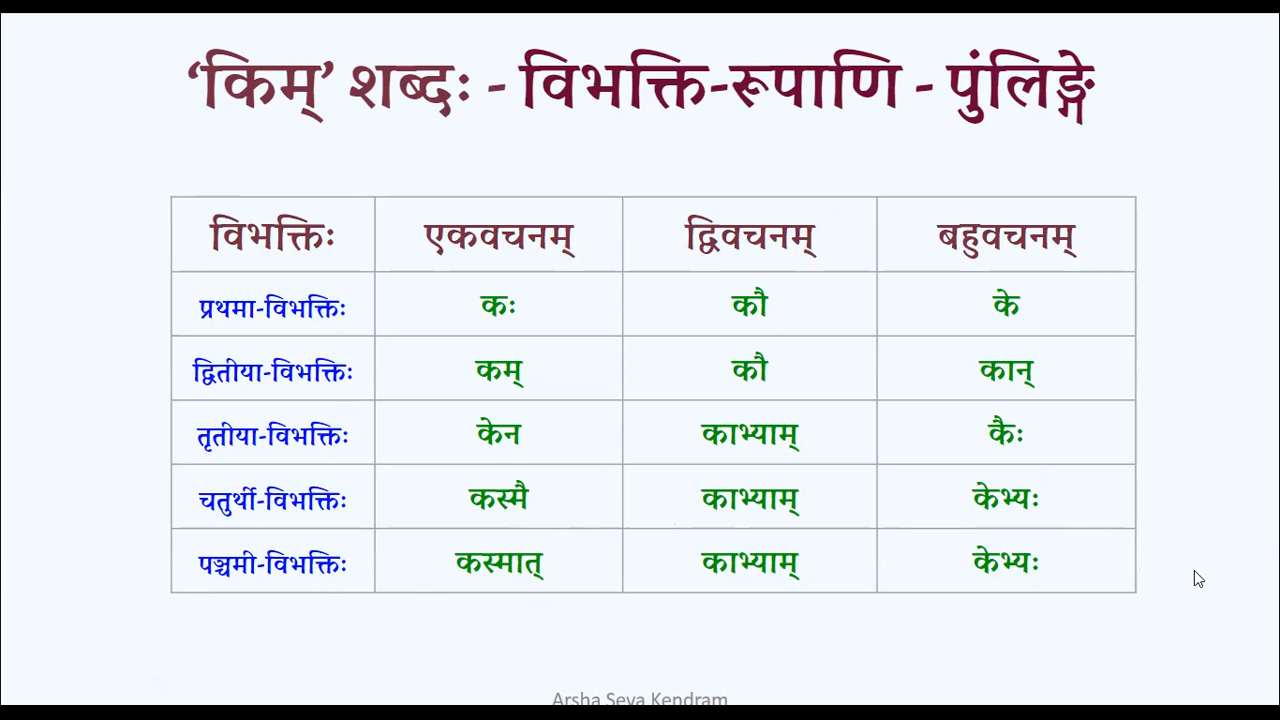 ‘किम्’ शब्दः - विभक्ति-रूपाणि - पुंलिङ्गे
विभक्तिः एकवचनम् द्विवचनम् बहुवचनम्
प्रथमा-विभक्तिः कः कौ के
द्वितीया-विभक्तिः कम् कौ कान्
तृतीया-विभक्तिः केन काभ्याम् कैः
चतुर्थी-विभक्तिः कस्मै काभ्याम् केभ्यः
पञ्चमी-विभक्तिः कस्मात् काभ्याम् केभ्यः
Arsha Seva Kendram